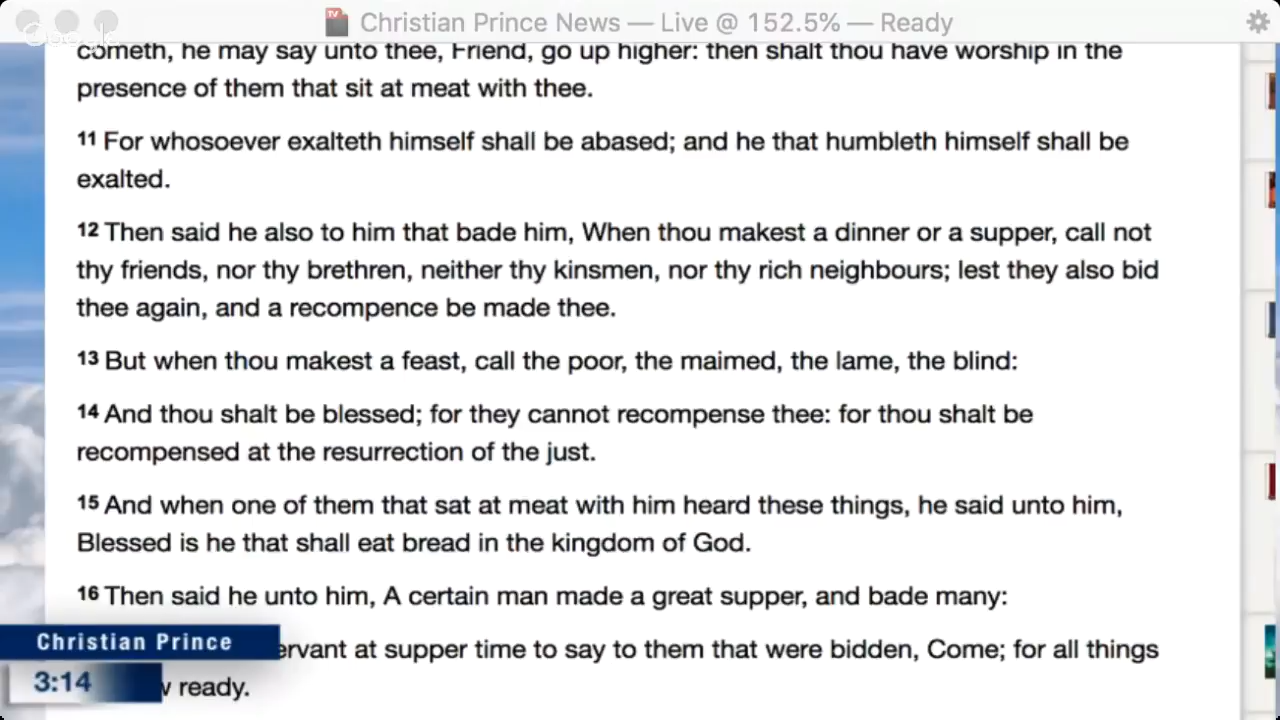 Christian Prince News — Live @ 152.5% — Ready
Google
cometh, he may say unto thee, Friend, go up higher: then shalt thou have worship in the
presence of them that sit at meat with thee.
11 For whosoever exalteth himself shall be abased; and he that humbleth himself shall be
exalted.
12 Then said he also to him that bade him, When thou makest a dinner or a supper, call not
thy friends, nor thy brethren, neither thy kinsmen, nor thy rich neighbours; lest they also bid
thee again, and a recompence be made thee.
13 But when thou makest a feast, call the poor, the maimed, the lame, the blind:
14 And thou shalt be blessed; for they cannot recompense thee: for thou shalt be
recompensed at the resurrection of the just.
15 And when one of them that sat at meat with him heard these things, he said unto him,
Blessed is he that shall eat bread in the kingdom of God.
16 Then said he unto him, A certain man made a great supper, and bade many:
Christian Prince
ervant at supper time to say to them that were bidden, Come; for all things
3:14
w ready.